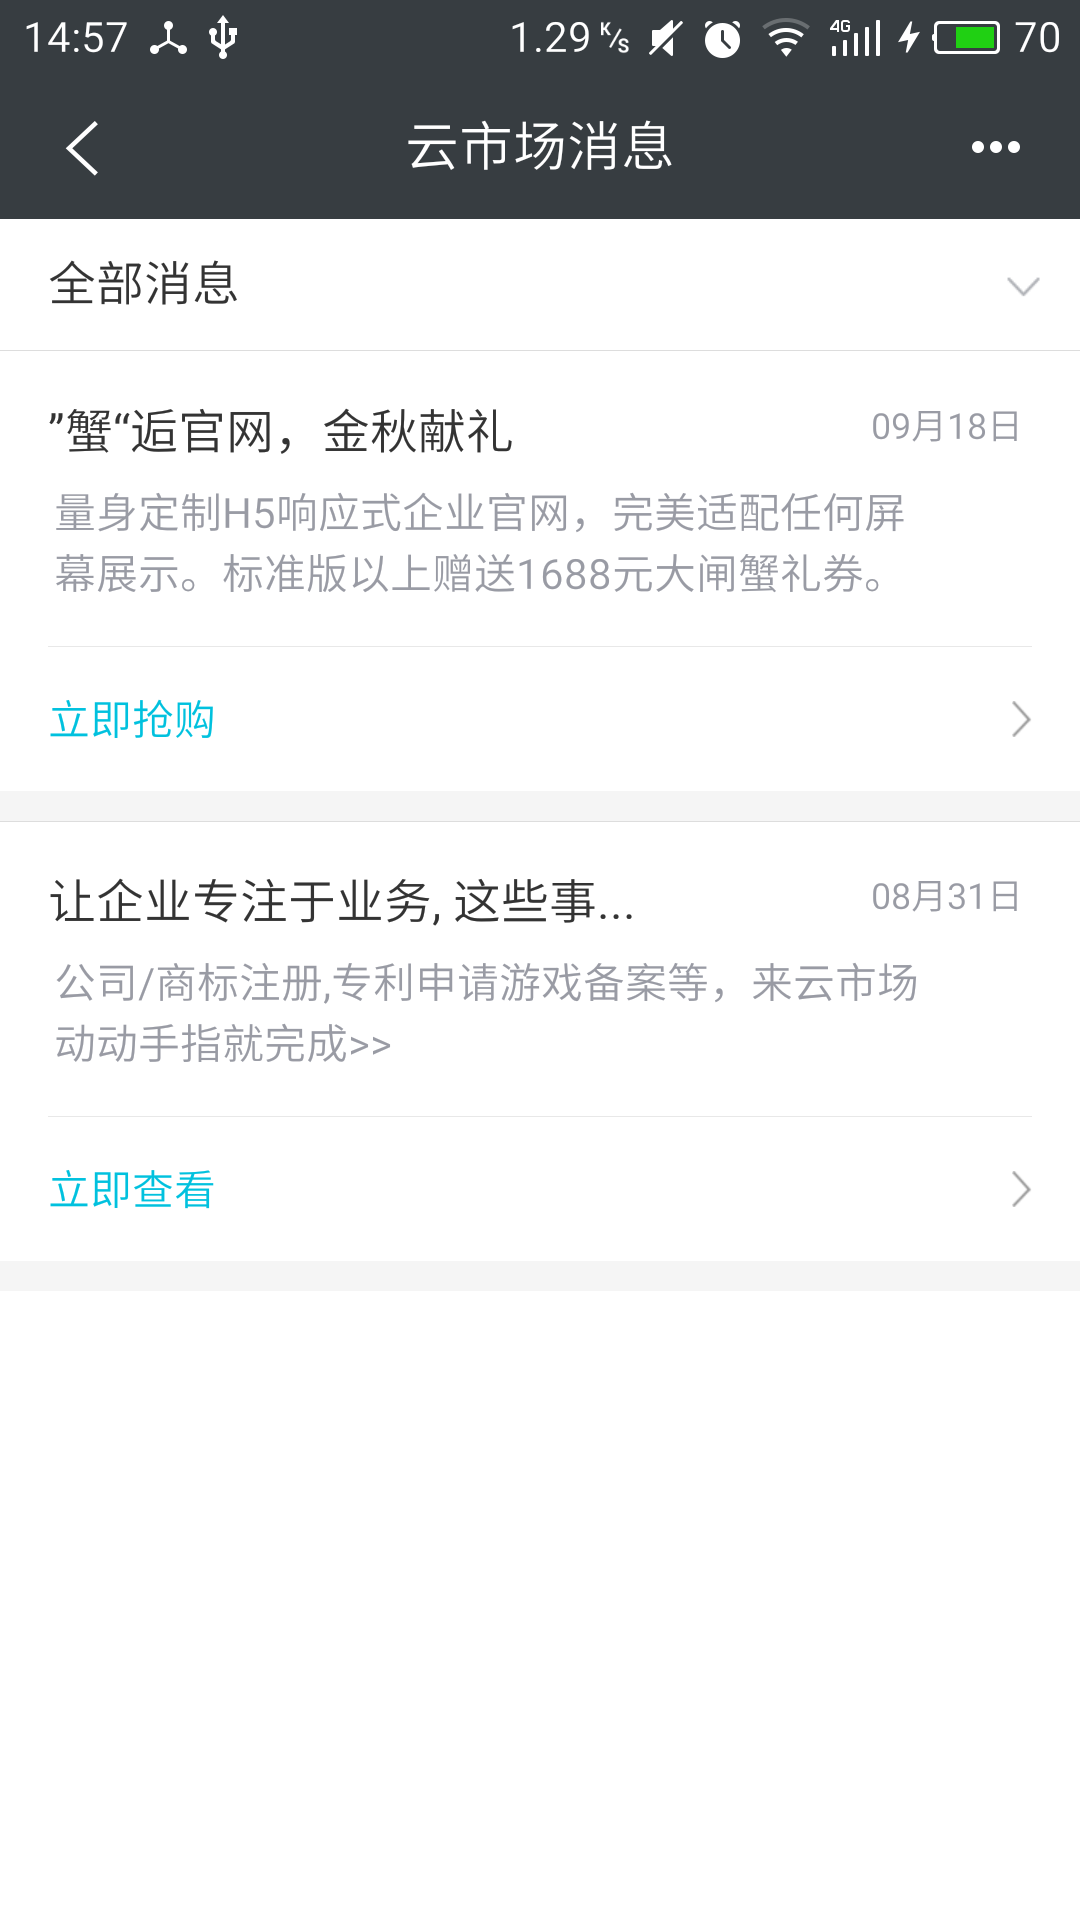 14:57 1.29 K/S 4G 70
云市场消息
全部消息
”蟹“逅官网，金秋献礼 09月18日
量身定制H5响应式企业官网，完美适配任何屏
幕展示。标准版以上赠送1688元大闸蟹礼券。
立即抢购
让企业专注于业务, 这些事... 08月31日
公司/商标注册,专利申请游戏备案等，来云市场
动动手指就完成>>
立即查看